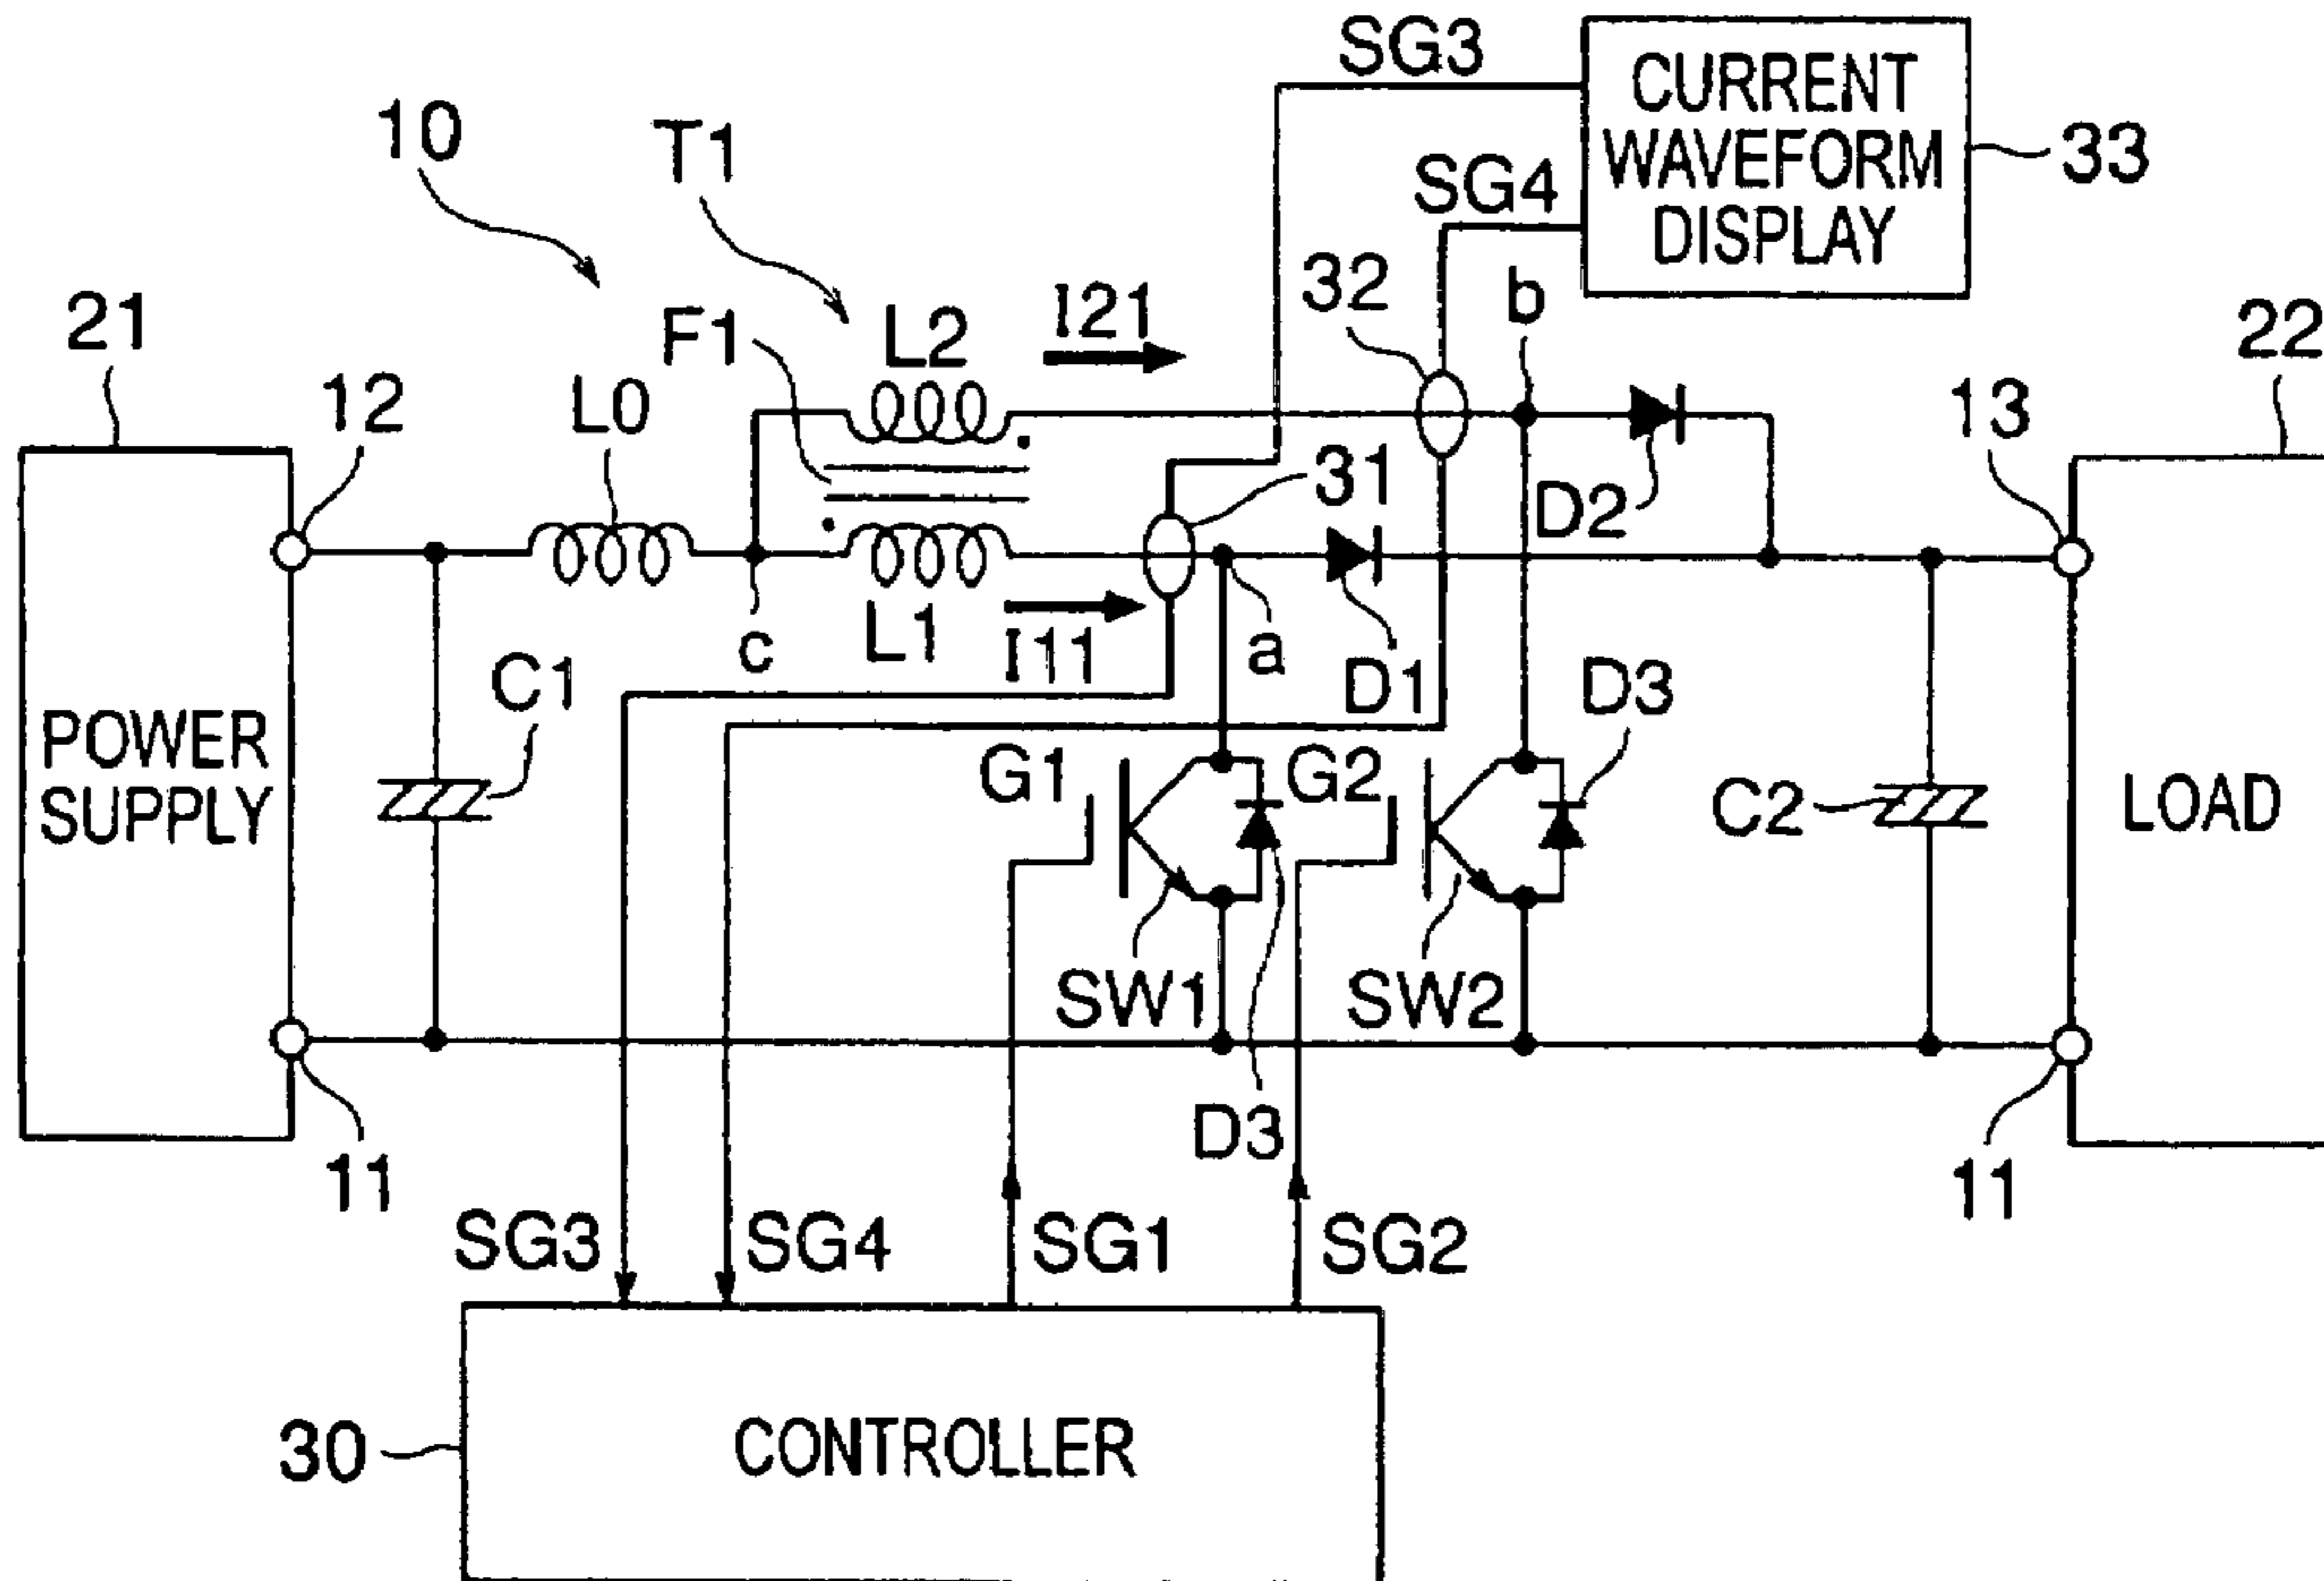 SG3
CURRENT
WAVEFORM
DISPLAY
33
10
T1
SG4
32
b
21
12
F1
L2
I21
L0
13
22
31
D2
c
L1
I11
a
D1
D3
C1
POWER
SUPPLY
G1
G2
C2
LOAD
SW1
SW2
D3
11
11
SG3
SG4
SG1
SG2
30
CONTROLLER